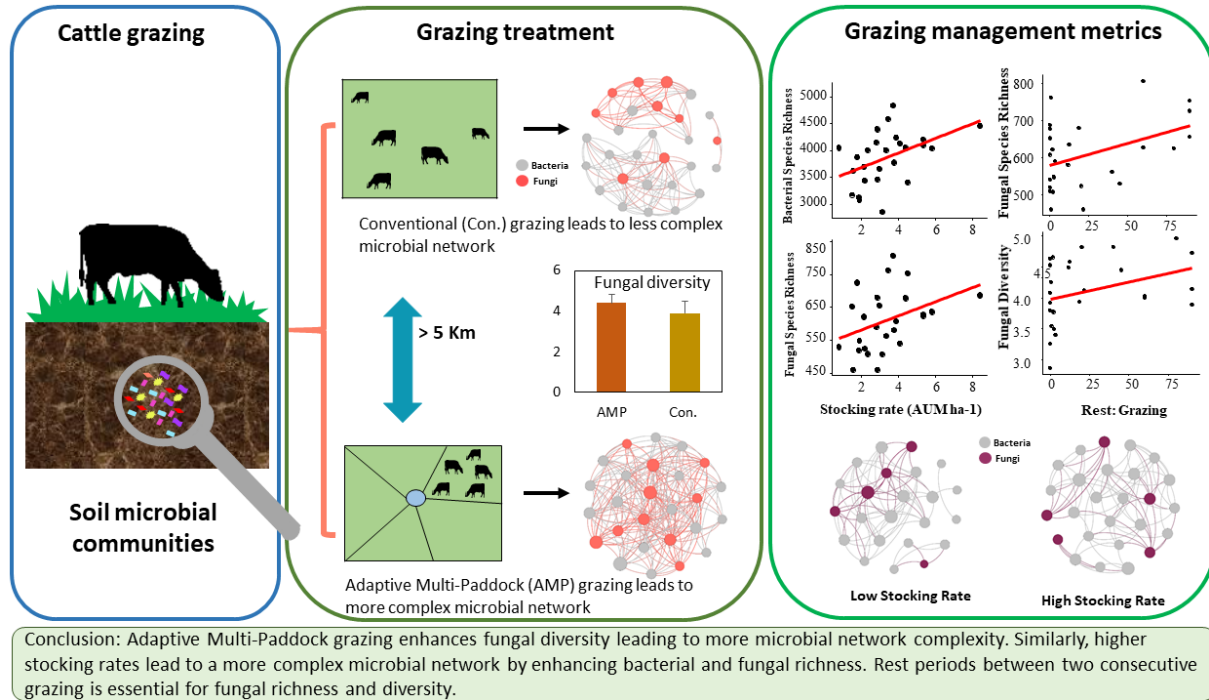 Cattle grazing
Soil microbial
communities
Grazing treatment
Bacteria
Fungi
Conventional (Con.) grazing leads to less complex
microbial network
> 5 Km
Fungal diversity
6
4
2
0
AMP
Con.
Adaptive Multi-Paddock (AMP) grazing leads to
more complex microbial network
Grazing management metrics
Bacterial Species Richness
5000
4500
4000
3500
3000
2
4
6
8
Fungal Species Richness
800
700
600
500
0
25
50
75
Fungal Species Richness
850
750
650
550
450
2
4
6
8
Stocking rate (AUM ha-1)
Fungal Diversity
5.0
4.5
4.0
3.5
3.0
0
25
50
75
Rest: Grazing
Bacteria
Fungi
Low Stocking Rate
High Stocking Rate
Conclusion: Adaptive Multi-Paddock grazing enhances fungal diversity leading to more microbial network complexity. Similarly, higher
stocking rates lead to a more complex microbial network by enhancing bacterial and fungal richness. Rest periods between two consecutive
grazing is essential for fungal richness and diversity.